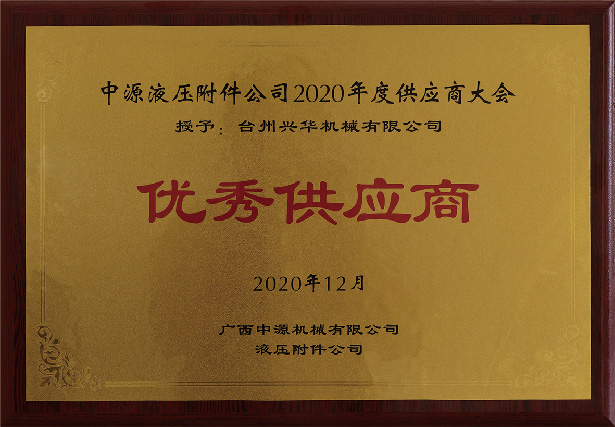 中源液压附件公司2020年度供应商大会
授予：台州兴华机械有限公司
优秀供应商
2020年12月
广西中源机械有限公司
液压附件公司